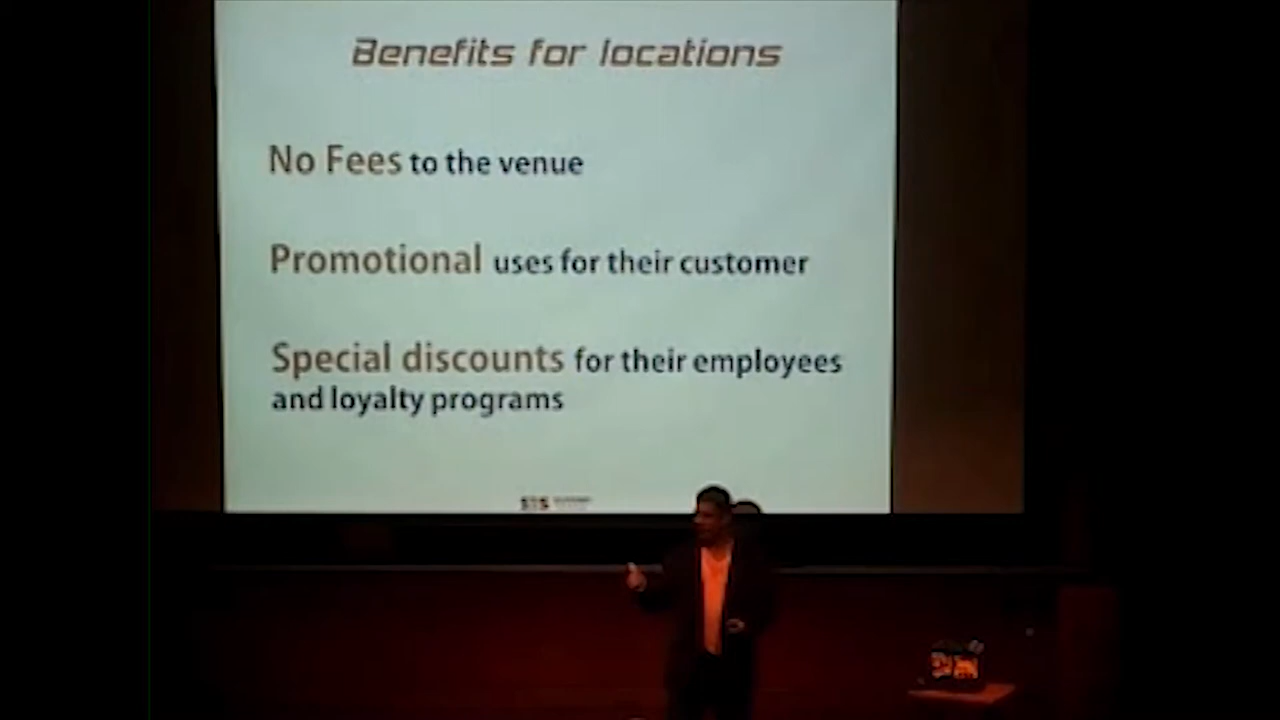 Benefits for locations
No Fees to the venue
Promotional uses for their customer
Special discounts for their employees
and loyalty programs